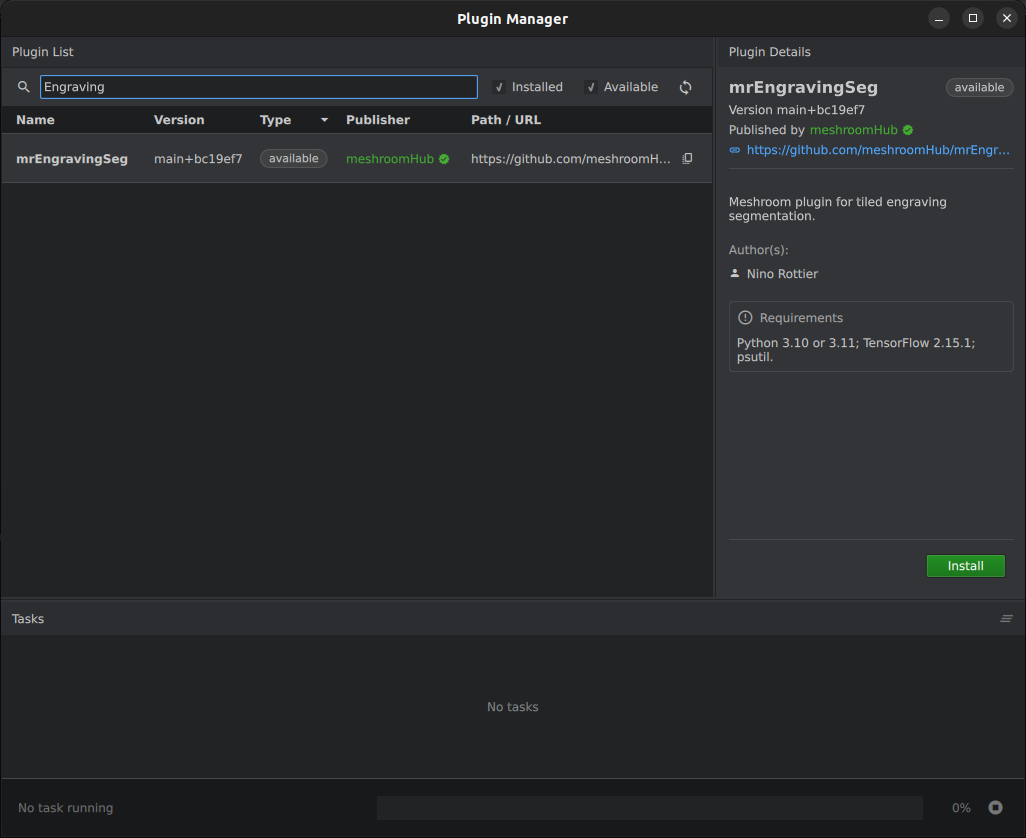 Plugin Manager
Plugin List
Engraving
Installed
Available
Name Version Type Publisher Path / URL
mrEngravingSeg main+bc19ef7 available meshroomHub https://github.com/meshroomH...
Plugin Details
mrEngravingSeg available
Version main+bc19ef7
Published by meshroomHub
https://github.com/meshroomHub/mrEngr...
Meshroom plugin for tiled engraving
segmentation.
Author(s):
Nino Rottier
Requirements
Python 3.10 or 3.11; TensorFlow 2.15.1;
psutil.
Install
Tasks
No tasks
No task running 0%